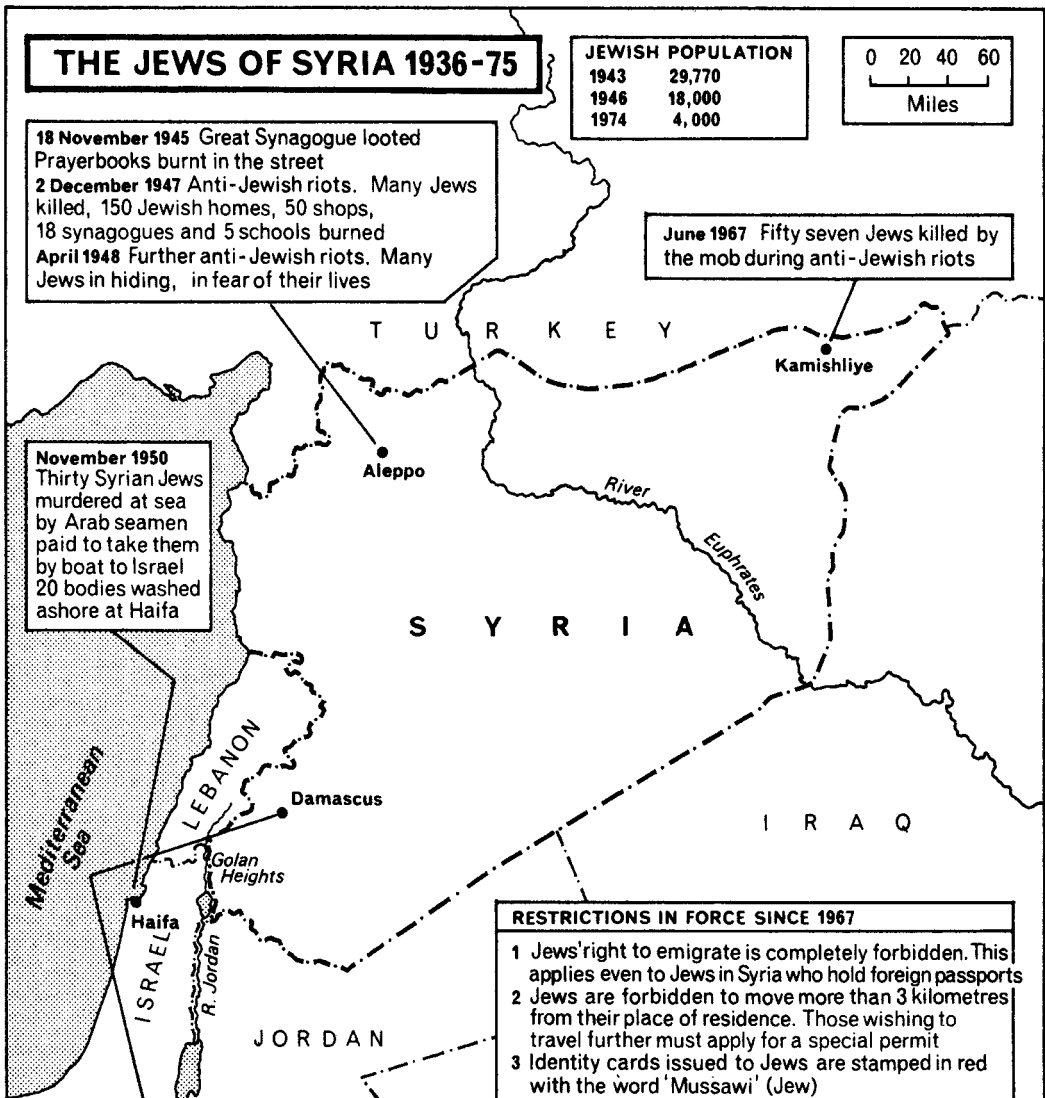 THE JEWS OF SYRIA 1936-75
JEWISH POPULATION
1943 29,770
1946 18,000
1974 4,000
0 20 40 60
Miles
18 November 1945 Great Synagogue looted
Prayerbooks burnt in the street
2 December 1947 Anti-Jewish riots. Many Jews
killed, 150 Jewish homes, 50 shops,
18 synagogues and 5 schools burned
April 1948 Further anti-Jewish riots. Many
Jews in hiding, in fear of their lives
June 1967 Fifty seven Jews killed by
the mob during anti-Jewish riots
TURKEY
Kamishliye
Aleppo
November 1950
Thirty Syrian Jews
murdered at sea
by Arab seamen
paid to take them
by boat to Israel
20 bodies washed
ashore at Haifa
River
Euphrates
SYRIA
Mediterranean
Sea
LEBANON
Damascus
IRAQ
Golan
Heights
Haifa
ISRAEL
R. Jordan
JORDAN
RESTRICTIONS IN FORCE SINCE 1967
1 Jews' right to emigrate is completely forbidden. This
applies even to Jews in Syria who hold foreign passports
2 Jews are forbidden to move more than 3 kilometres
from their place of residence. Those wishing to
travel further must apply for a special permit
3 Identity cards issued to Jews are stamped in red
with the word 'Mussawi' (Jew)